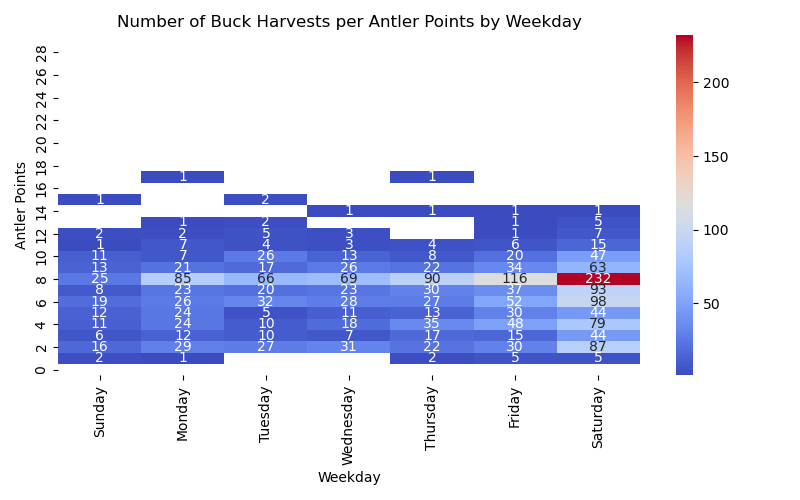 Number of Buck Harvests per Antler Points by Weekday
Antler Points
28
26
24
22
20
18
1 1
16
1 2
14
1 1 1 1
1 2 1 5
12
2 2 5 3 1 7
1 7 4 3 4 6 15
10
11 7 26 13 8 20 47
13 21 17 26 22 34 63
8
25 85 66 69 90 116 232
8 23 20 23 30 37 93
6
19 26 32 28 27 52 98
12 24 5 11 13 30 44
4
11 24 10 18 35 48 79
6 12 10 7 17 15 44
2
16 29 27 31 22 30 87
2 1 2 5 5
0
Sunday Monday Tuesday Wednesday Thursday Friday Saturday
Weekday
200
150
100
50